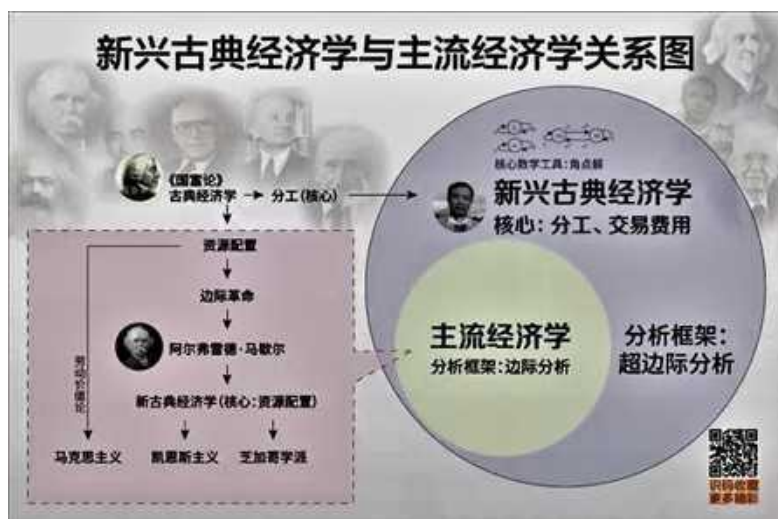 新兴古典经济学与主流经济学关系图
核心数学工具:角点解
《国富论》
古典经济学
分工(核心)
新兴古典经济学
核心:分工、交易费用
资源配置
边际革命
阿尔弗雷德·马歇尔
劳动价值论
新古典经济学(核心:资源配置)
马克思主义
凯恩斯主义
芝加哥学派
主流经济学
分析框架:边际分析
分析框架:
超边际分析
识码收藏
更多精彩